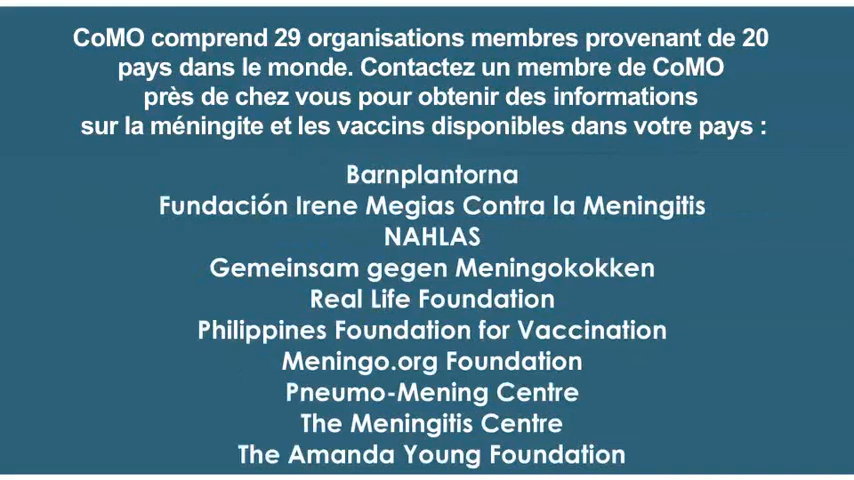 CoMO comprend 29 organisations membres provenant de 20
pays dans le monde. Contactez un membre de CoMO
près de chez vous pour obtenir des informations
sur la méningite et les vaccins disponibles dans votre pays :
Barnplantorna
Fundación Irene Megias Contra la Meningitis
NAHLAS
Gemeinsam gegen Meningokokken
Real Life Foundation
Philippines Foundation for Vaccination
Meningo.org Foundation
Pneumo-Mening Centre
The Meningitis Centre
The Amanda Young Foundation